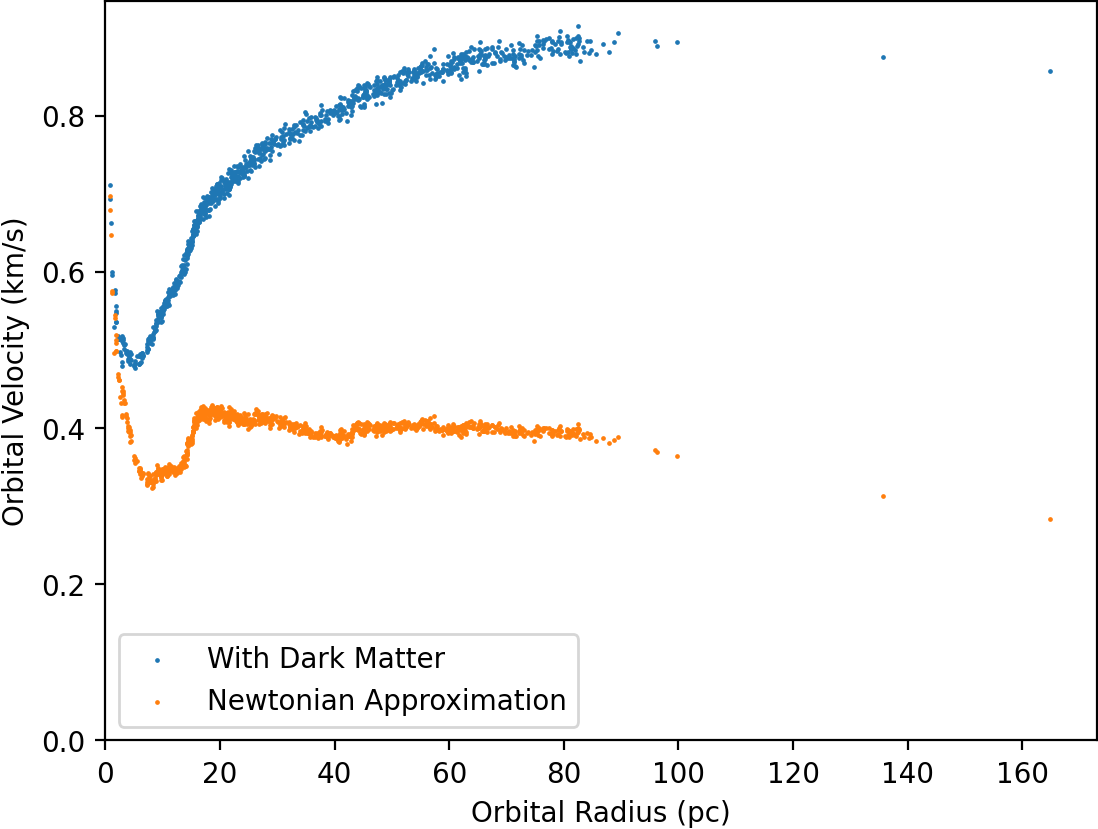 Orbital Velocity (km/s)
0.8
0.6
0.4
0.2
0.0
With Dark Matter
Newtonian Approximation
0 20 40 60 80 100 120 140 160
Orbital Radius (pc)